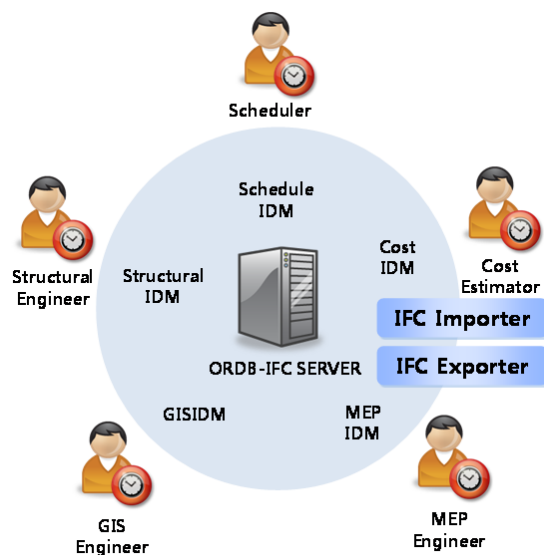 Scheduler
Schedule
IDM
Structural
Engineer
Structural
IDM
Cost
IDM
Cost
Estimator
IFC Importer
ORDB-IFC SERVER
IFC Exporter
GISIDM
MEP
IDM
GIS
Engineer
MEP
Engineer